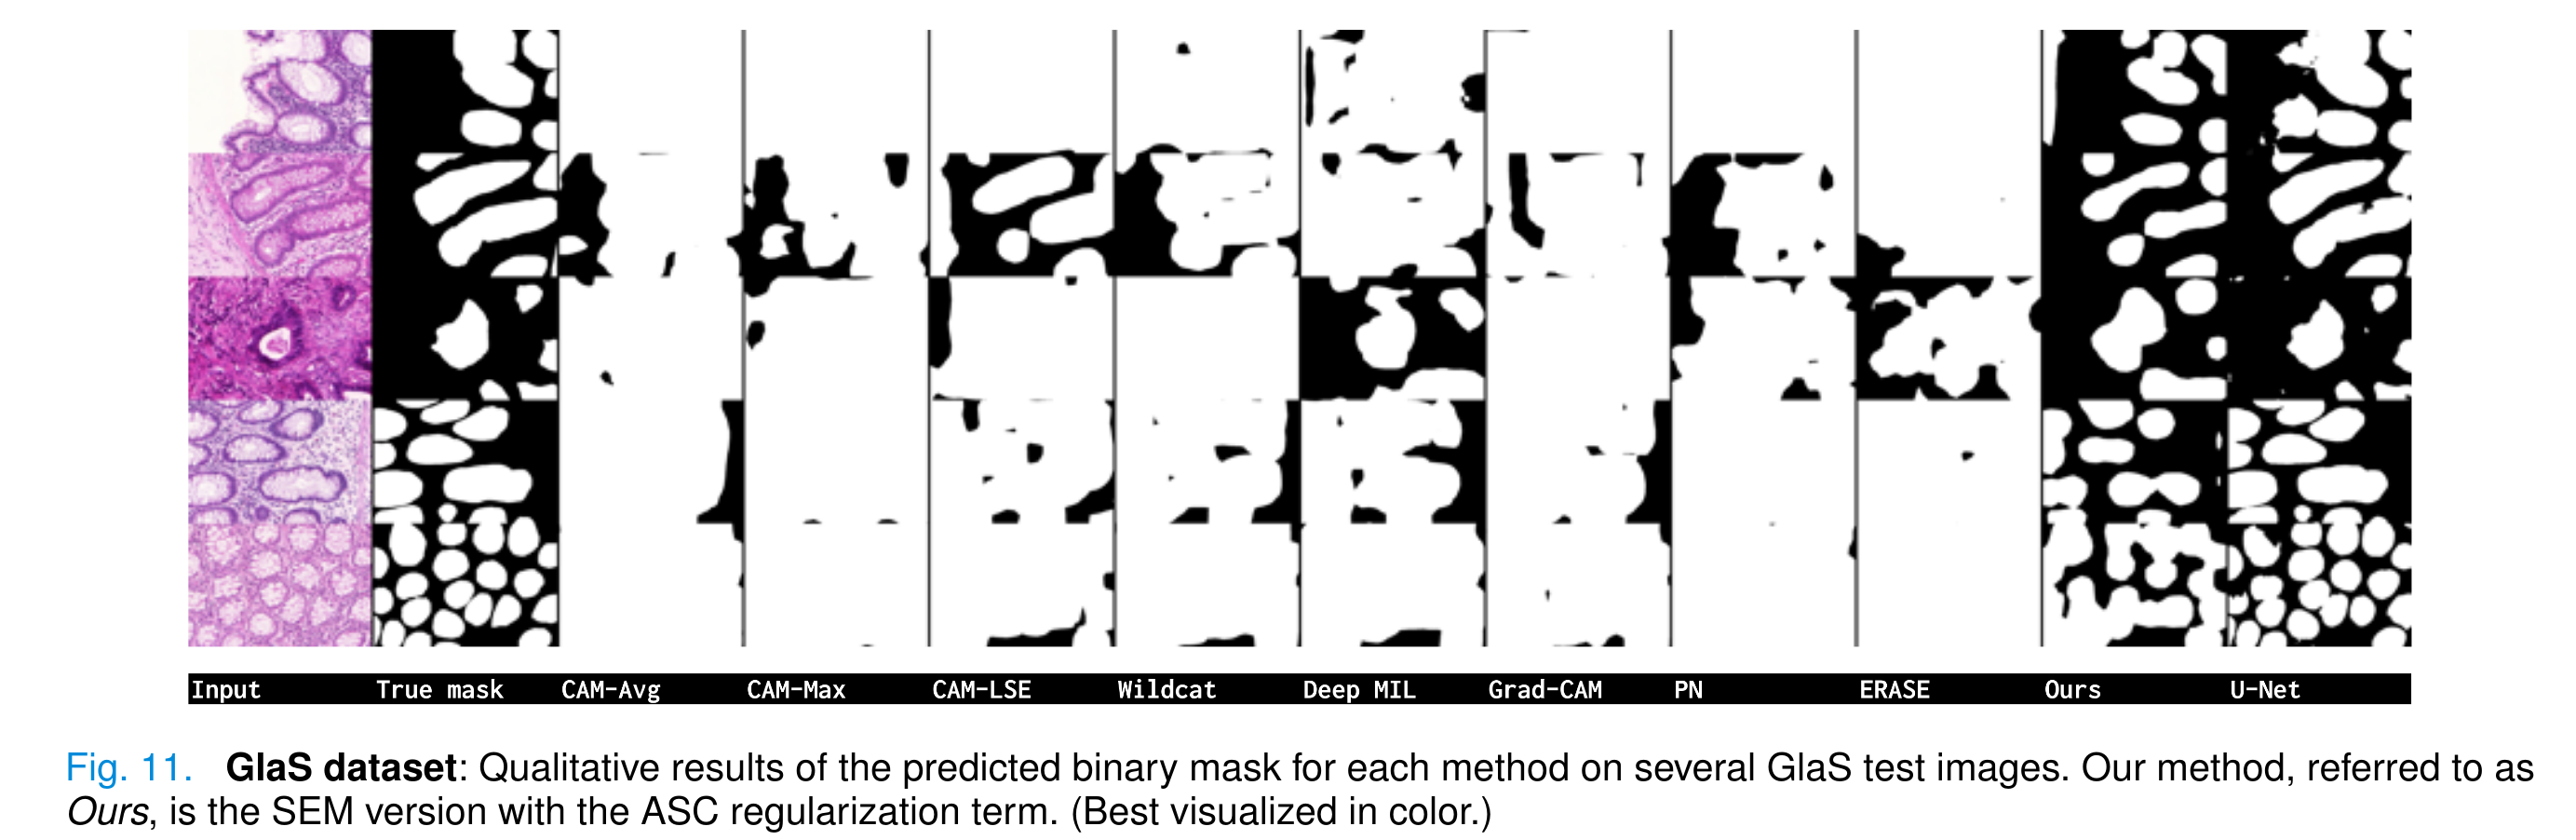 Input True mask CAM-Avg CAM-Max CAM-LSE Wildcat Deep MIL Grad-CAM PN ERASE Ours U-Net
Fig. 11. GlaS dataset: Qualitative results of the predicted binary mask for each method on several GlaS test images. Our method, referred to as
Ours, is the SEM version with the ASC regularization term. (Best visualized in color.)